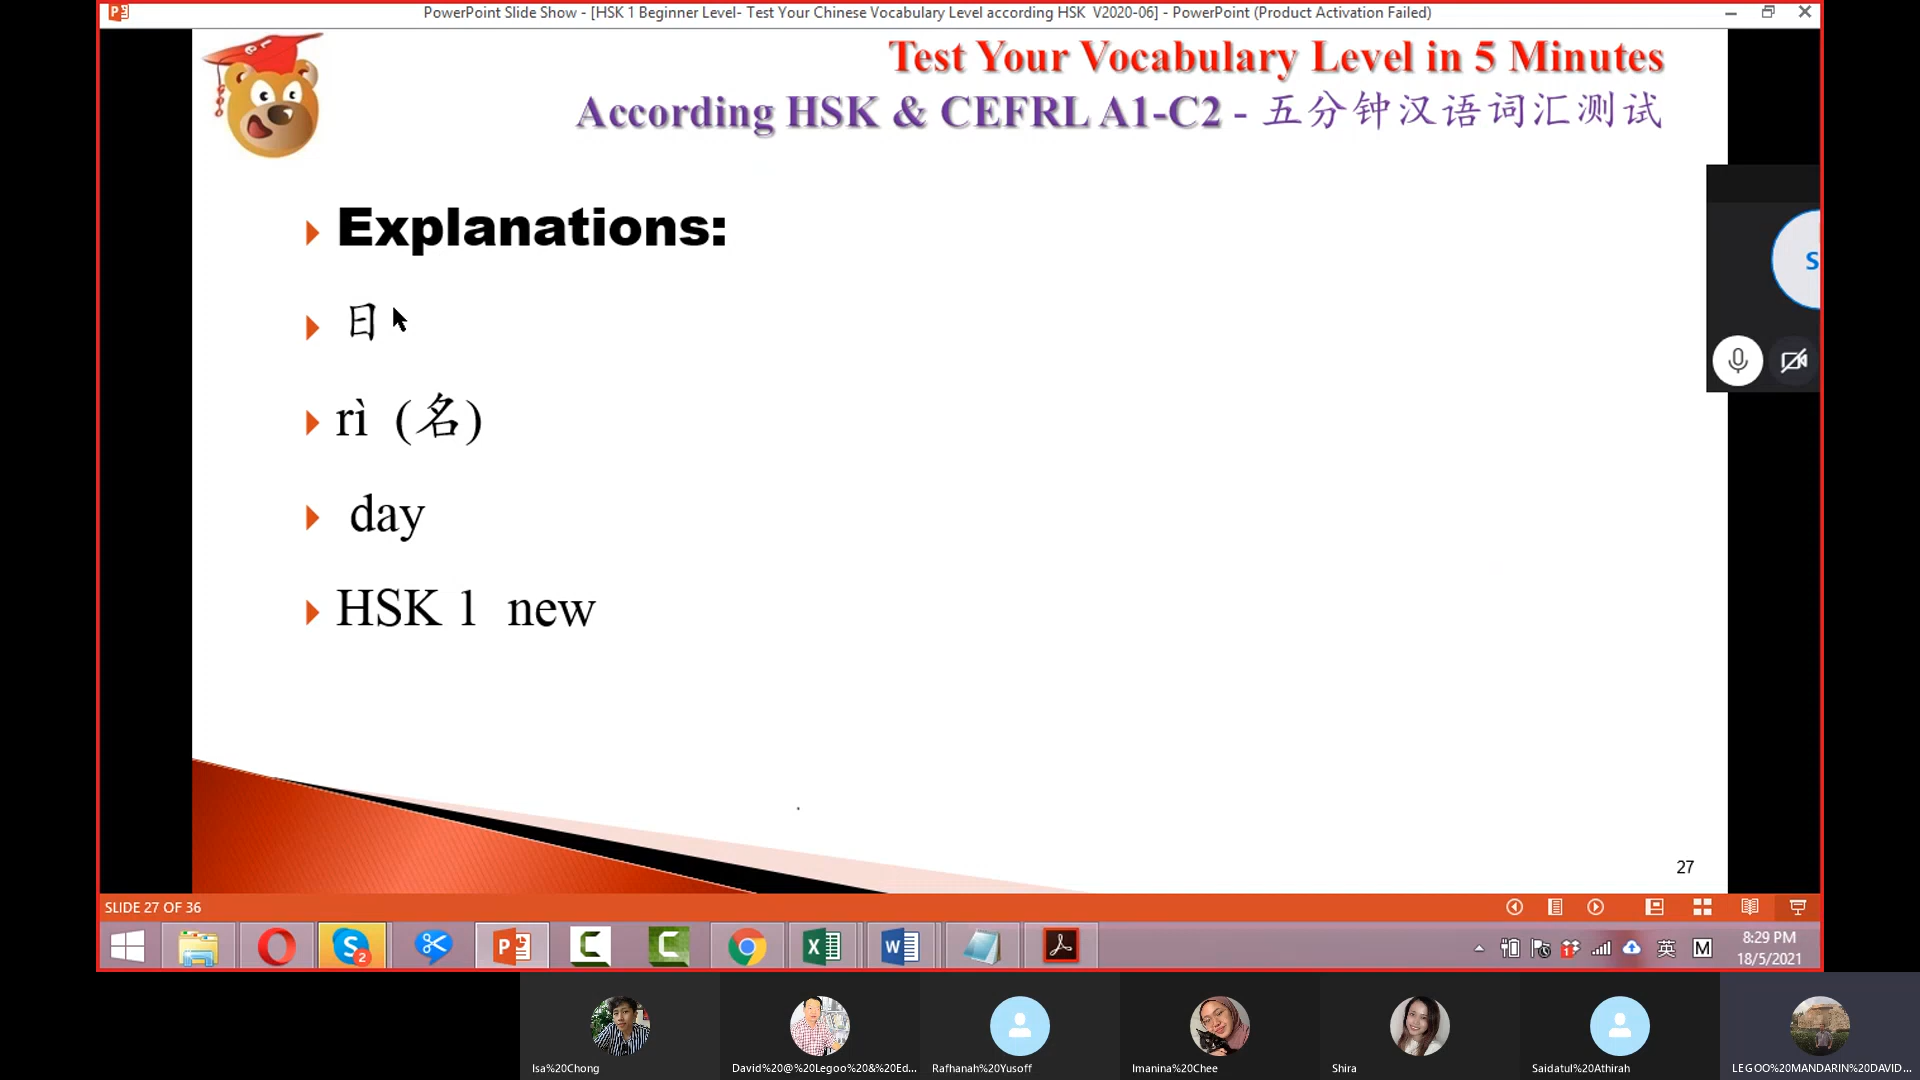 PowerPoint Slide Show - [HSK 1 Beginner Level- Test Your Chinese Vocabulary Level according HSK V2020-06] - PowerPoint (Product Activation Failed)
Test Your Vocabulary Level in 5 Minutes
According HSK & CEFRL A1-C2 - 五分钟汉语词汇测试
Explanations:
日
rì (名)
day
HSK 1 new
S
27
SLIDE 27 OF 36
2
英
M
8:29 PM
18/5/2021
Isa%20Chong
David%20@%20Legoo%20&%20Ed...
Rafhanah%20Yusoff
Imanina%20Chee
Shira
Saidatul%20Athirah
LEGOO%20MANDARIN%20DAVID...